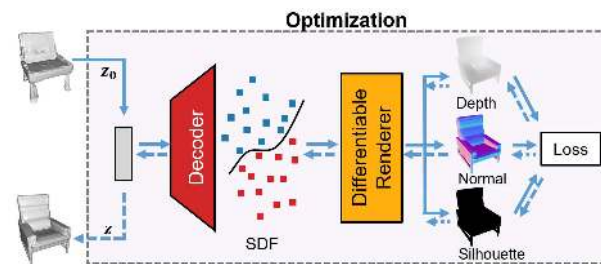 Optimization
z₀
Decoder
SDF
Differentiable
Renderer
Depth
Normal
Silhouette
Loss
z